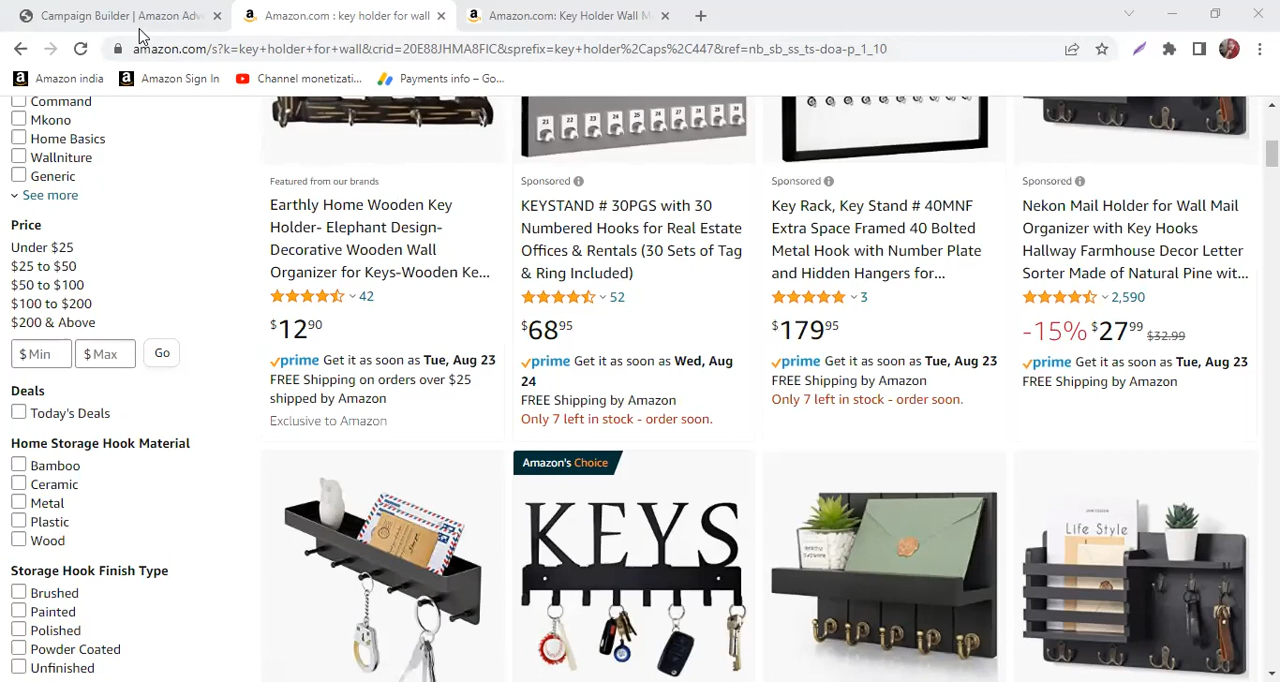 Campaign Builder | Amazon Adve
Amazon.com : key holder for wall
Amazon.com: Key Holder Wall M
amazon.com/s?k=key+holder+for+wall&crid=20E88JHMA8FIC&sprefix=key+holder%2Caps%2C447&ref=nb_sb_ss_ts-doa-p_1_10
Amazon india
Amazon Sign In
Channel monetizati...
Payments info – Go...
Command
Mkono
Home Basics
Wallniture
Generic
See more
Price
Under $25
$25 to $50
$50 to $100
$100 to $200
$200 & Above
$ Min
$ Max
Go
Deals
Today's Deals
Home Storage Hook Material
Bamboo
Ceramic
Metal
Plastic
Wood
Storage Hook Finish Type
Brushed
Painted
Polished
Powder Coated
Unfinished
Featured from our brands
Earthly Home Wooden Key
Holder- Elephant Design-
Decorative Wooden Wall
Organizer for Keys-Wooden Ke...
42
$12.90
prime Get it as soon as Tue, Aug 23
FREE Shipping on orders over $25
shipped by Amazon
Exclusive to Amazon
21 22 23 24 25 26 27 28 29 30
Sponsored
KEYSTAND # 30PGS with 30
Numbered Hooks for Real Estate
Offices & Rentals (30 Sets of Tag
& Ring Included)
52
$68.95
prime Get it as soon as Wed, Aug
24
FREE Shipping by Amazon
Only 7 left in stock - order soon.
Sponsored
Key Rack, Key Stand # 40MNF
Extra Space Framed 40 Bolted
Metal Hook with Number Plate
and Hidden Hangers for...
3
$179.95
prime Get it as soon as Tue, Aug 23
FREE Shipping by Amazon
Only 7 left in stock - order soon.
Sponsored
Nekon Mail Holder for Wall Mail
Organizer with Key Hooks
Hallway Farmhouse Decor Letter
Sorter Made of Natural Pine wit...
2,590
-15% $27.99 $32.99
prime Get it as soon as Tue, Aug 23
FREE Shipping by Amazon
Amazon's Choice
KEYS
Life Style